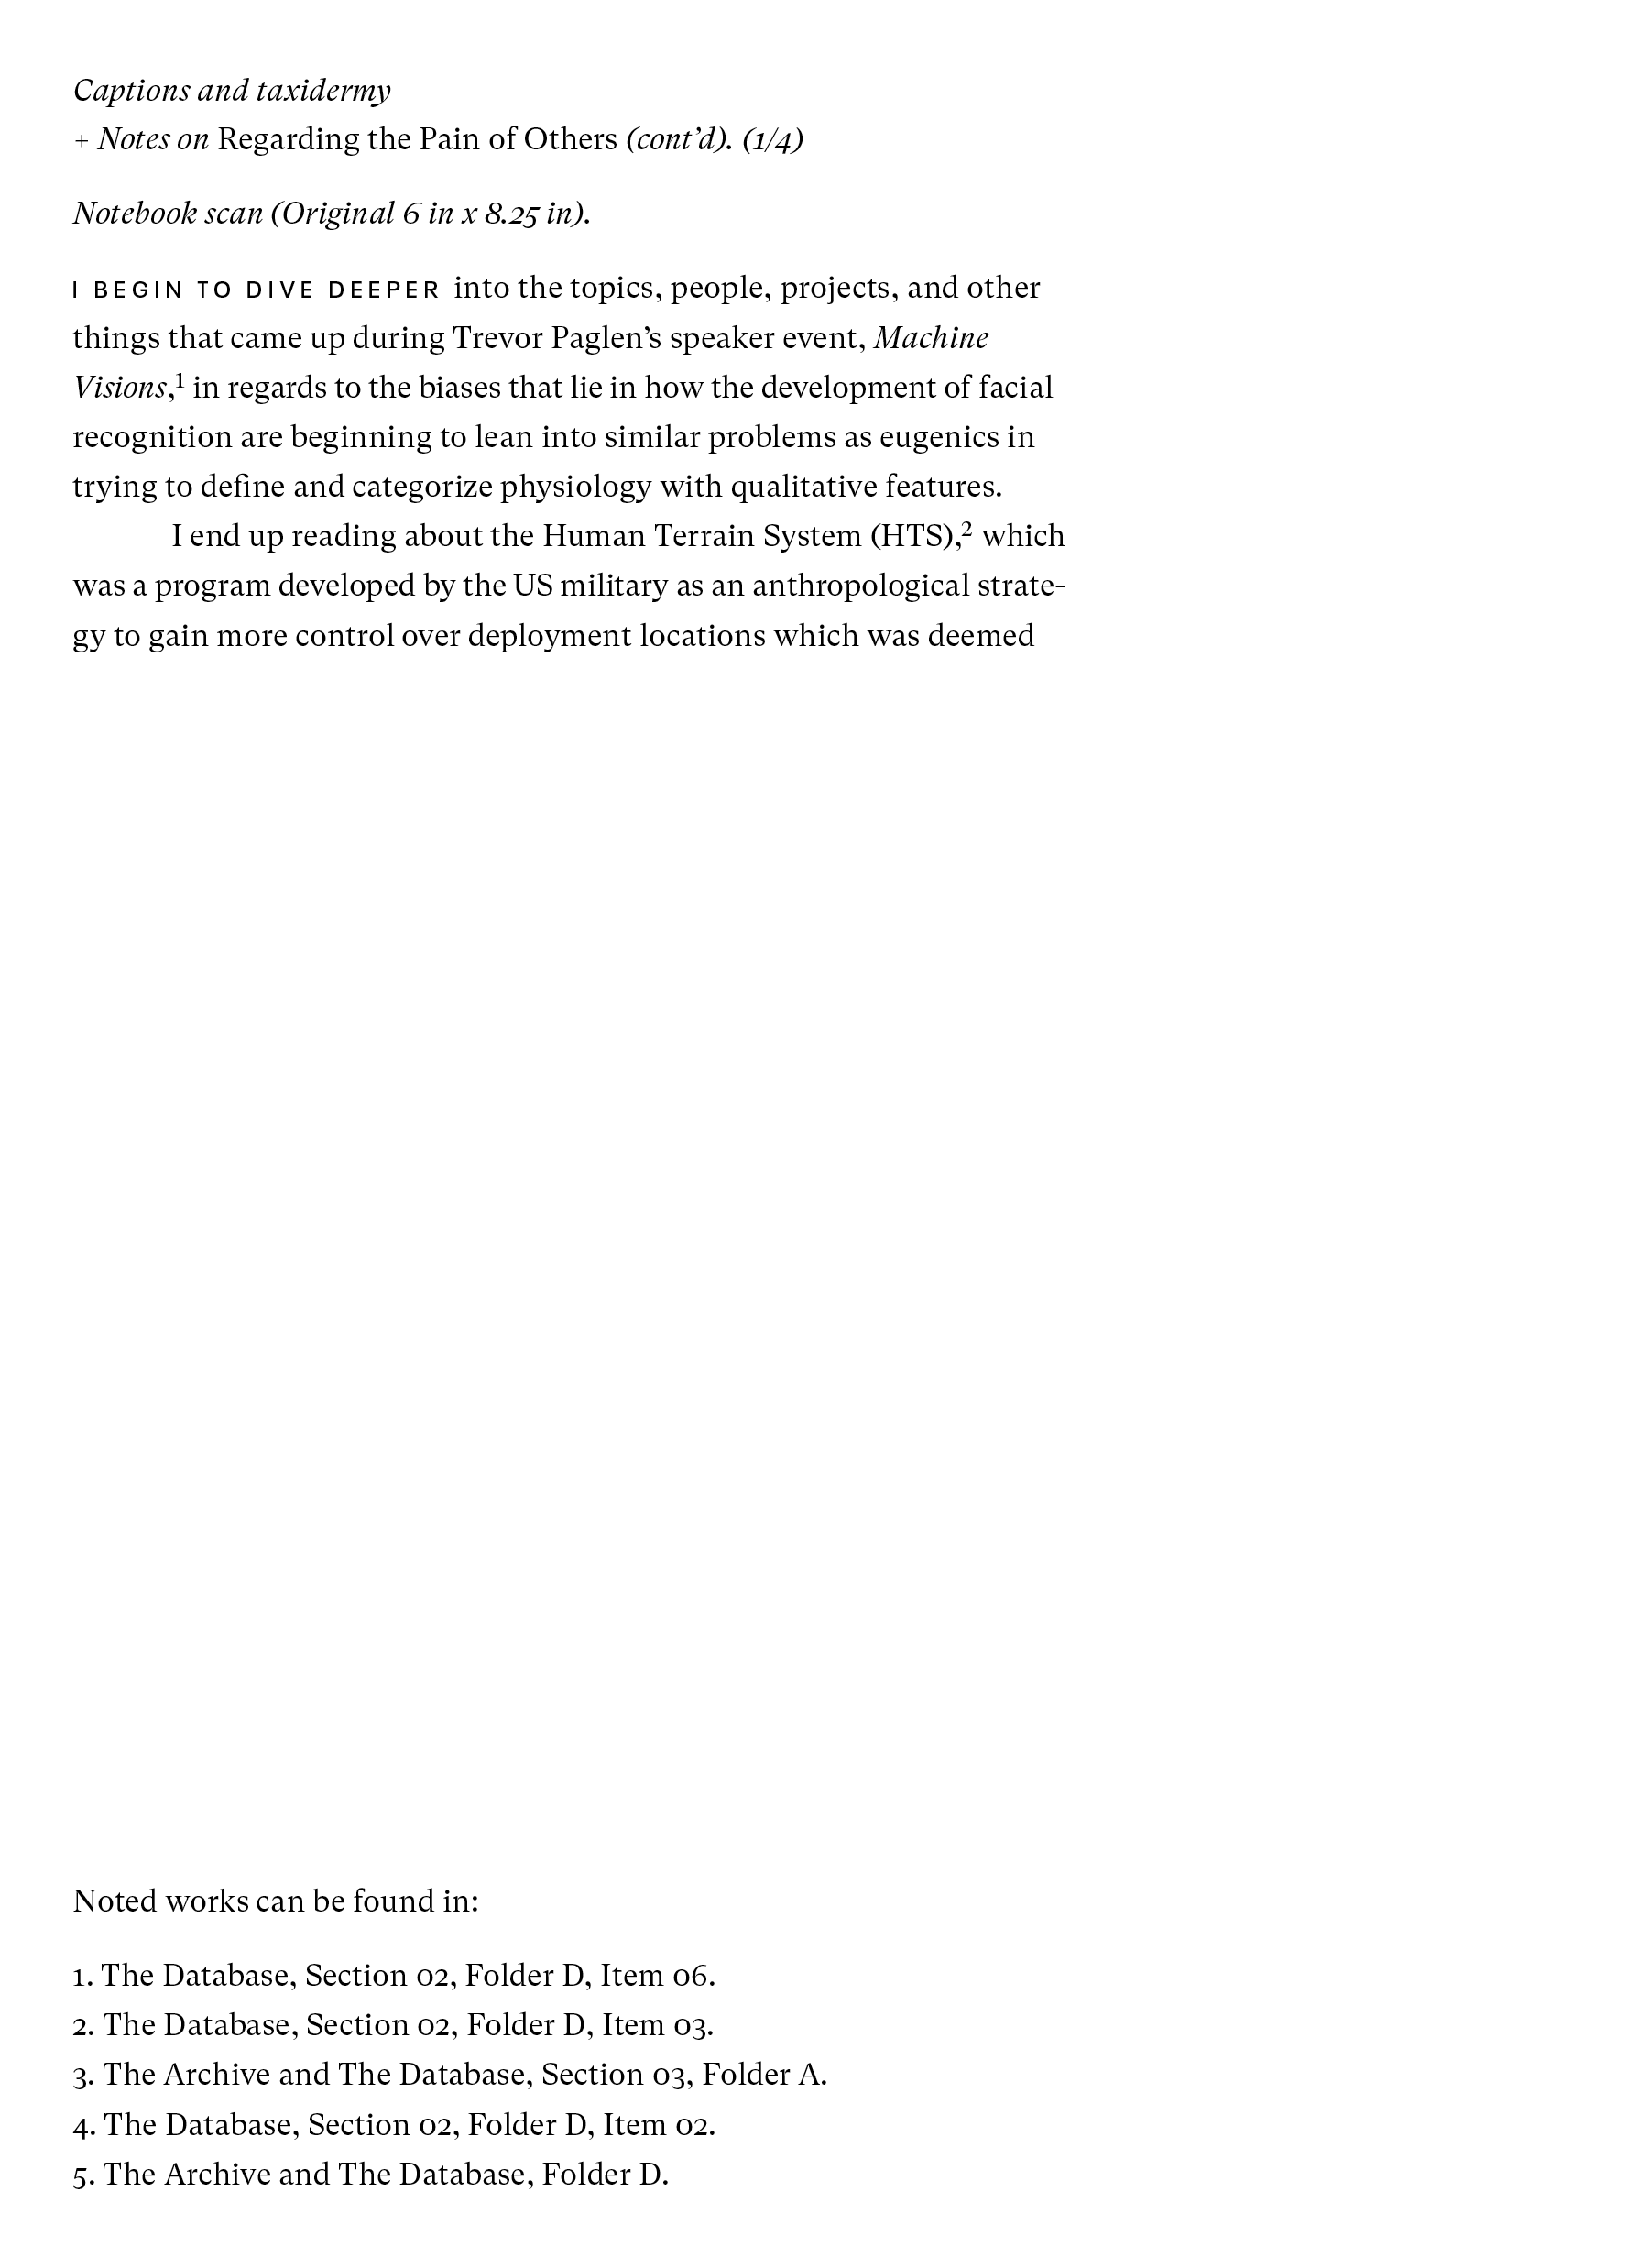 Captions and taxidermy
+ Notes on Regarding the Pain of Others (cont’d). (1/4)
Notebook scan (Original 6 in x 8.25 in).
I BEGIN TO DIVE DEEPER into the topics, people, projects, and other
things that came up during Trevor Paglen’s speaker event, Machine
Visions,¹ in regards to the biases that lie in how the development of facial
recognition are beginning to lean into similar problems as eugenics in
trying to define and categorize physiology with qualitative features.
I end up reading about the Human Terrain System (HTS),² which
was a program developed by the US military as an anthropological strate-
gy to gain more control over deployment locations which was deemed
Noted works can be found in:
1. The Database, Section 02, Folder D, Item 06.
2. The Database, Section 02, Folder D, Item 03.
3. The Archive and The Database, Section 03, Folder A.
4. The Database, Section 02, Folder D, Item 02.
5. The Archive and The Database, Folder D.